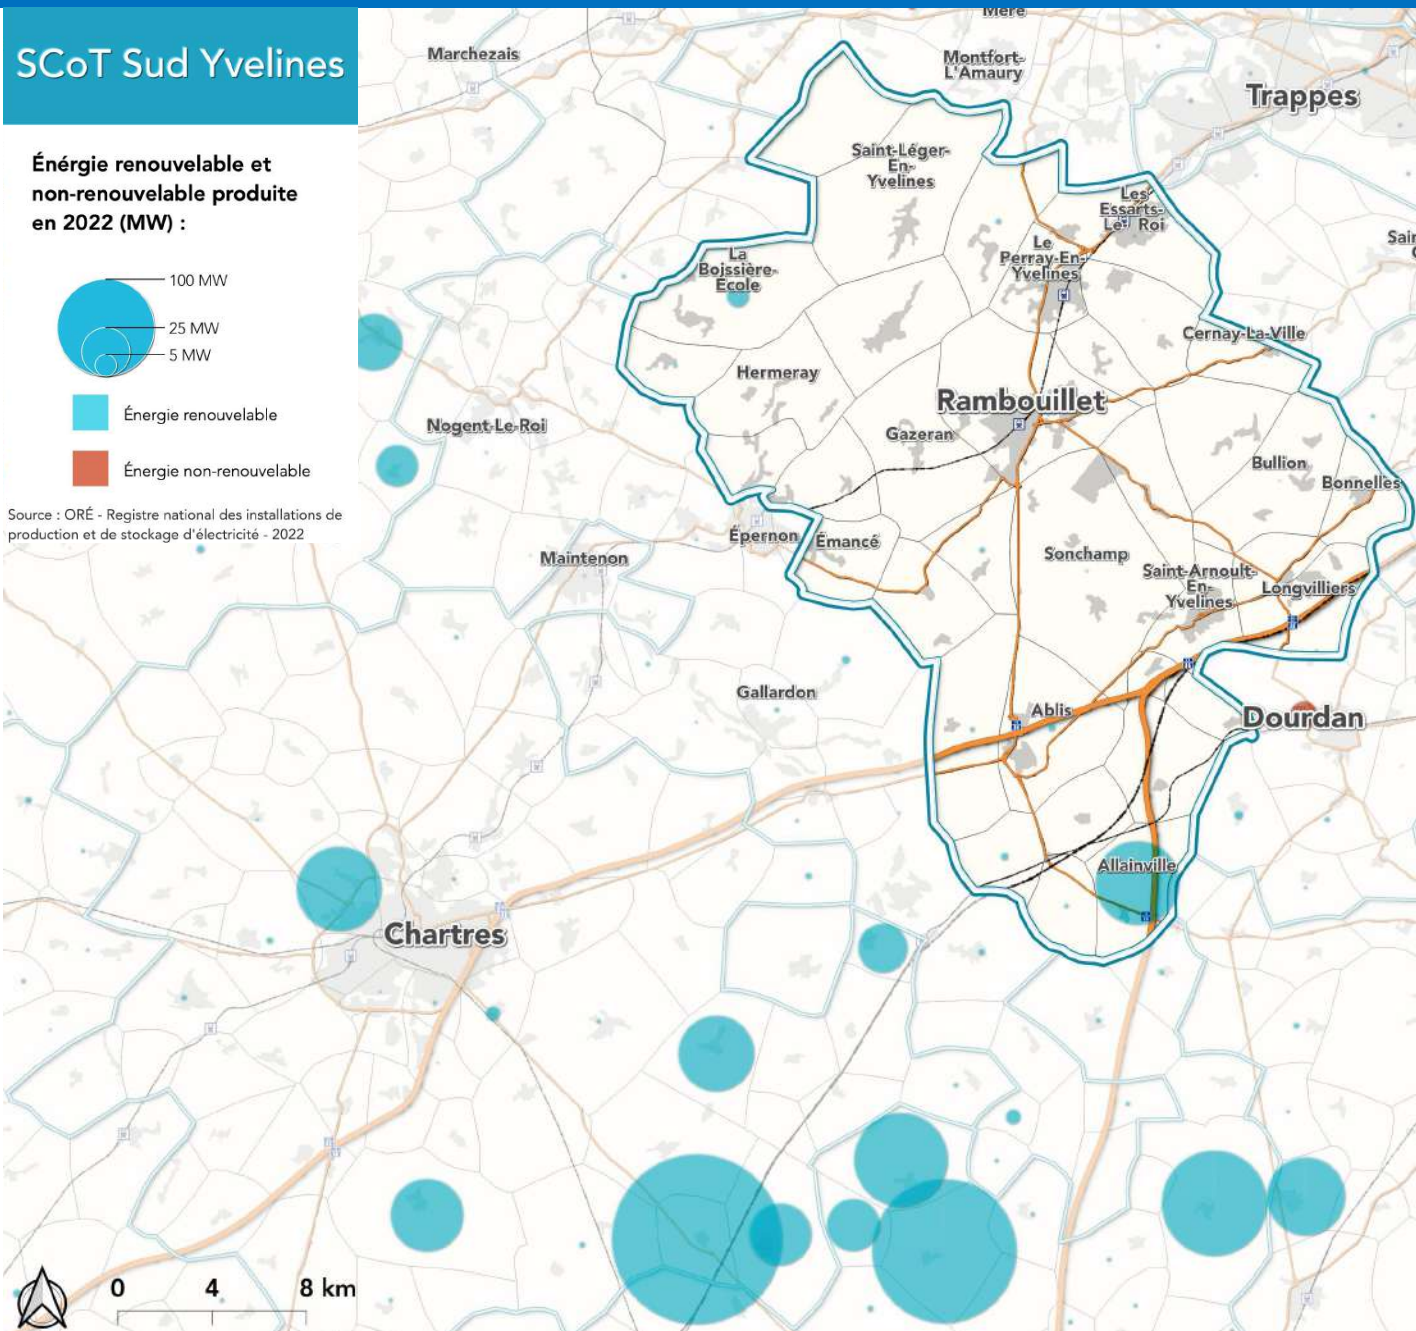 SCoT Sud Yvelines
Énérgie renouvelable et
non-renouvelable produite
en 2022 (MW) :
100 MW
25 MW
5 MW
Énergie renouvelable
Énergie non-renouvelable
Source : ORÉ - Registre national des installations de
production et de stockage d'électricité - 2022
Méré
Marchezais
Montfort-
L'Amaury
Trappes
Saint-Léger-
En-
Yvelines
Les
Essarts-
Le- Roi
Le
Perray-En-
Yvelines
La
Boissière-
Ecole
Cernay-La-Ville
Hermeray
Rambouillet
Nogent-Le-Roi
Gazeran
Bullion
Bonnelles
Épernon
Émancé
Maintenon
Sonchamp
Saint-Arnoult-
En-
Yvelines
Longvilliers
Gallardon
Ablis
Dourdan
Allainville
Chartres
0 4 8 km